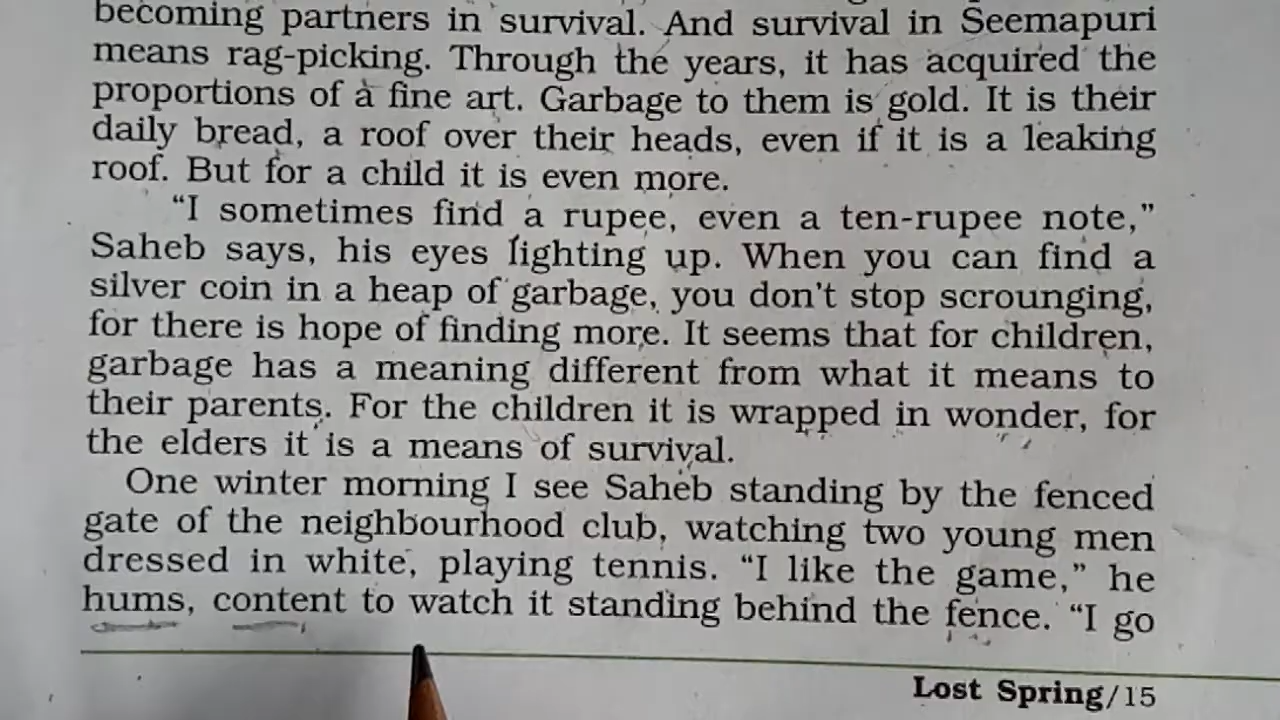 becoming partners in survival. And survival in Seemapuri
means rag-picking. Through the years, it has acquired the
proportions of a fine art. Garbage to them is gold. It is their
daily bread, a roof over their heads, even if it is a leaking
roof. But for a child it is even more.
“I sometimes find a rupee, even a ten-rupee note,”
Saheb says, his eyes lighting up. When you can find a
silver coin in a heap of garbage, you don't stop scrounging,
for there is hope of finding more. It seems that for children,
garbage has a meaning different from what it means to
their parents. For the children it is wrapped in wonder, for
the elders it is a means of survival.
One winter morning I see Saheb standing by the fenced
gate of the neighbourhood club, watching two young men
dressed in white, playing tennis. “I like the game,” he
hums, content to watch it standing behind the fence. “I go
Lost Spring/15